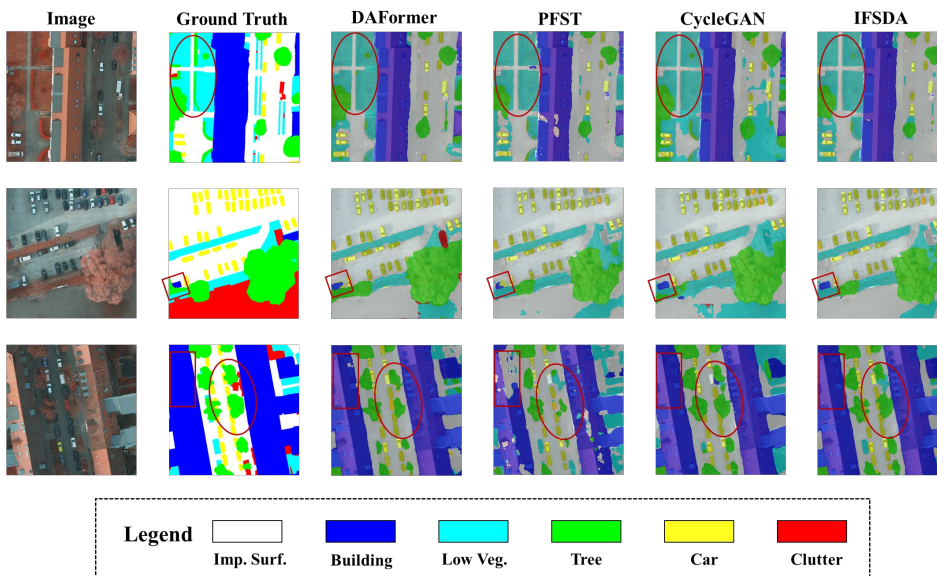 Image Ground Truth DAFormer PFST CycleGAN IFSDA
Legend
Imp. Surf. Building Low Veg. Tree Car Clutter